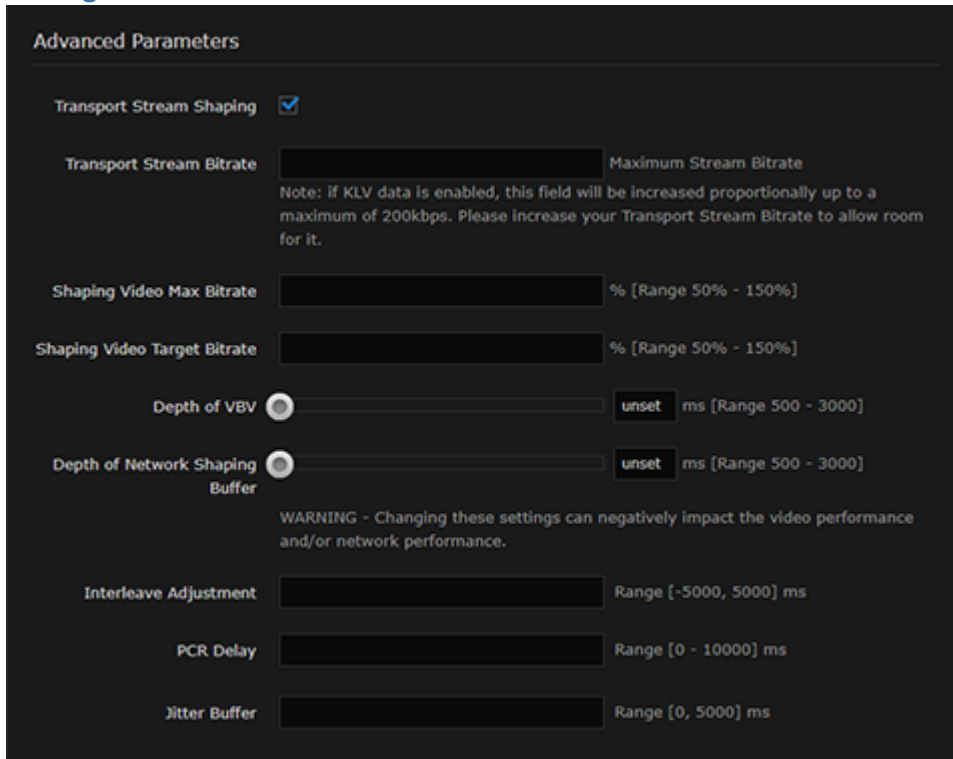 Advanced Parameters
Transport Stream Shaping
Transport Stream Bitrate Maximum Stream Bitrate
Note: if KLV data is enabled, this field will be increased proportionally up to a
maximum of 200kbps. Please increase your Transport Stream Bitrate to allow room
for it.
Shaping Video Max Bitrate % [Range 50% - 150%]
Shaping Video Target Bitrate % [Range 50% - 150%]
Depth of VBV unset ms [Range 500 - 3000]
Depth of Network Shaping unset ms [Range 500 - 3000]
Buffer
WARNING - Changing these settings can negatively impact the video performance
and/or network performance.
Interleave Adjustment Range [-5000, 5000] ms
PCR Delay Range [0 - 10000] ms
Jitter Buffer Range [0, 5000] ms